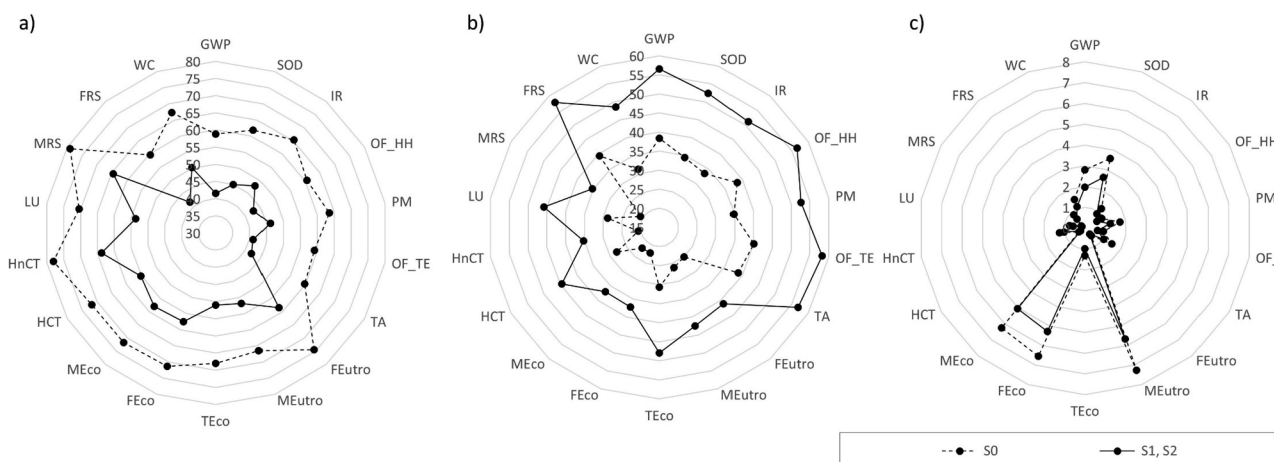 a)
GWP
SOD
IR
OF_HH
PM
OF_TE
TA
FEutro
MEutro
TEco
FEco
MEco
HCT
HnCT
LU
MRS
FRS
WC
80
75
70
65
60
55
50
45
40
35
30
b)
GWP
SOD
IR
OF_HH
PM
OF_TE
TA
FEutro
MEutro
TEco
FEco
MEco
HCT
HnCT
LU
MRS
FRS
WC
60
55
50
45
40
35
30
25
20
15
c)
GWP
SOD
IR
OF_HH
PM
OF_
TA
FEutro
MEutro
TEco
FEco
MEco
HCT
HnCT
LU
MRS
FRS
WC
8
7
6
5
4
3
2
1
0
S0
S1, S2